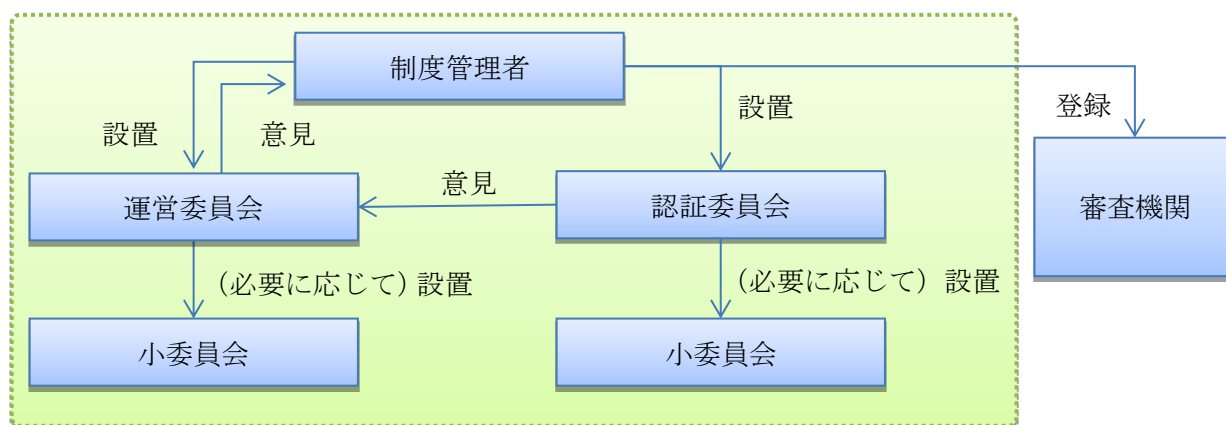 制度管理者
登録
設置
設置
意見
意見
運営委員会
認証委員会
審査機関
(必要に応じて) 設置
(必要に応じて) 設置
小委員会
小委員会